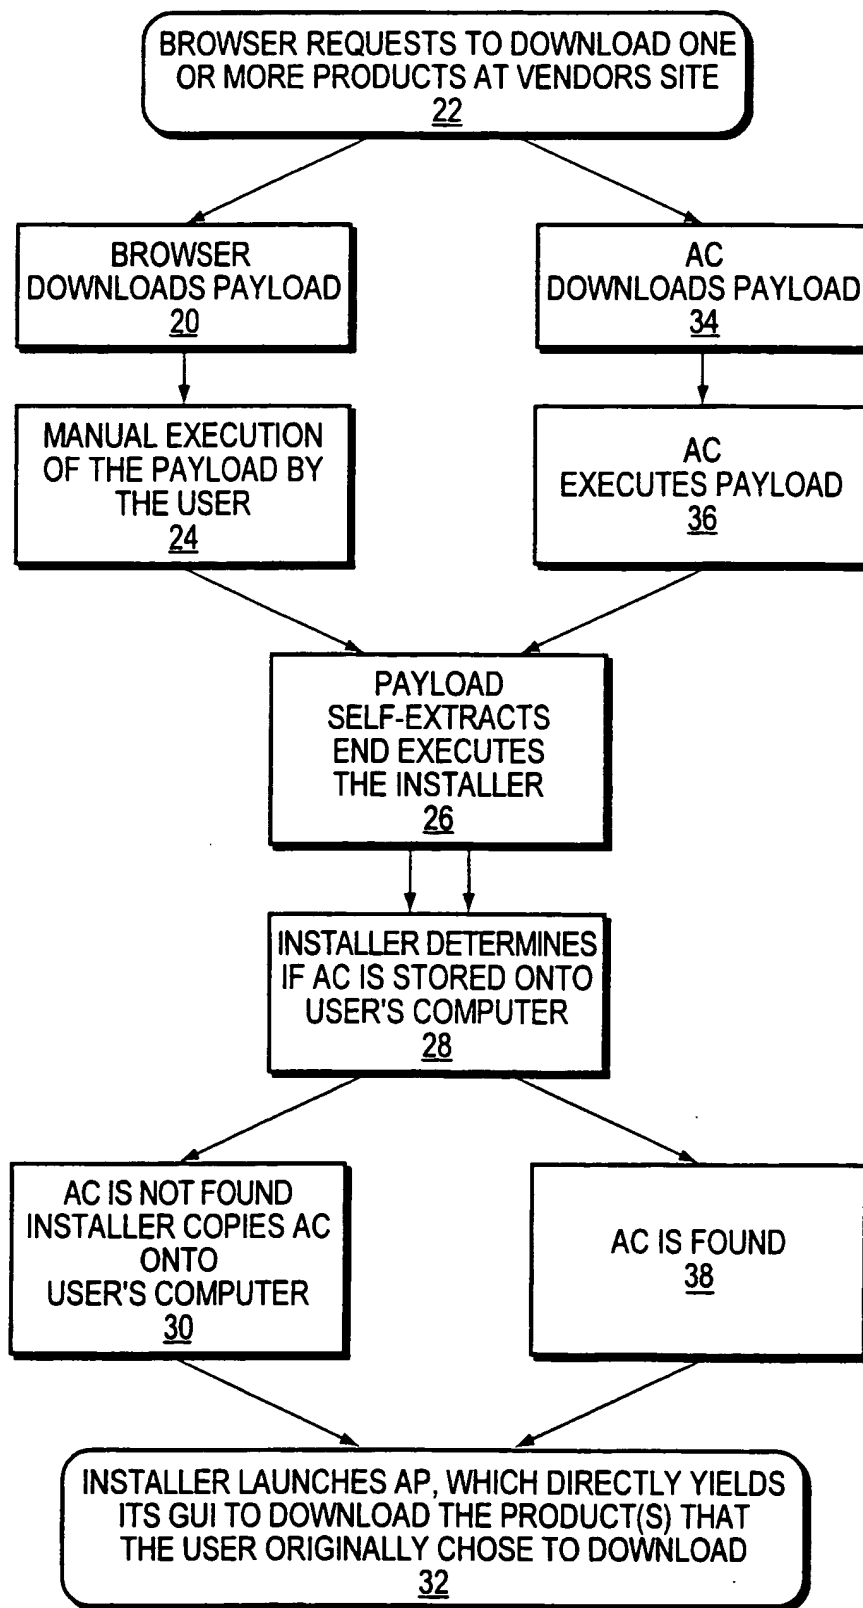 BROWSER REQUESTS TO DOWNLOAD ONE
OR MORE PRODUCTS AT VENDORS SITE
22
BROWSER
DOWNLOADS PAYLOAD
20
AC
DOWNLOADS PAYLOAD
34
MANUAL EXECUTION
OF THE PAYLOAD BY
THE USER
24
AC
EXECUTES PAYLOAD
36
PAYLOAD
SELF-EXTRACTS
END EXECUTES
THE INSTALLER
26
INSTALLER DETERMINES
IF AC IS STORED ONTO
USER'S COMPUTER
28
AC IS NOT FOUND
INSTALLER COPIES AC
ONTO
USER'S COMPUTER
30
AC IS FOUND
38
INSTALLER LAUNCHES AP, WHICH DIRECTLY YIELDS
ITS GUI TO DOWNLOAD THE PRODUCT(S) THAT
THE USER ORIGINALLY CHOSE TO DOWNLOAD
32